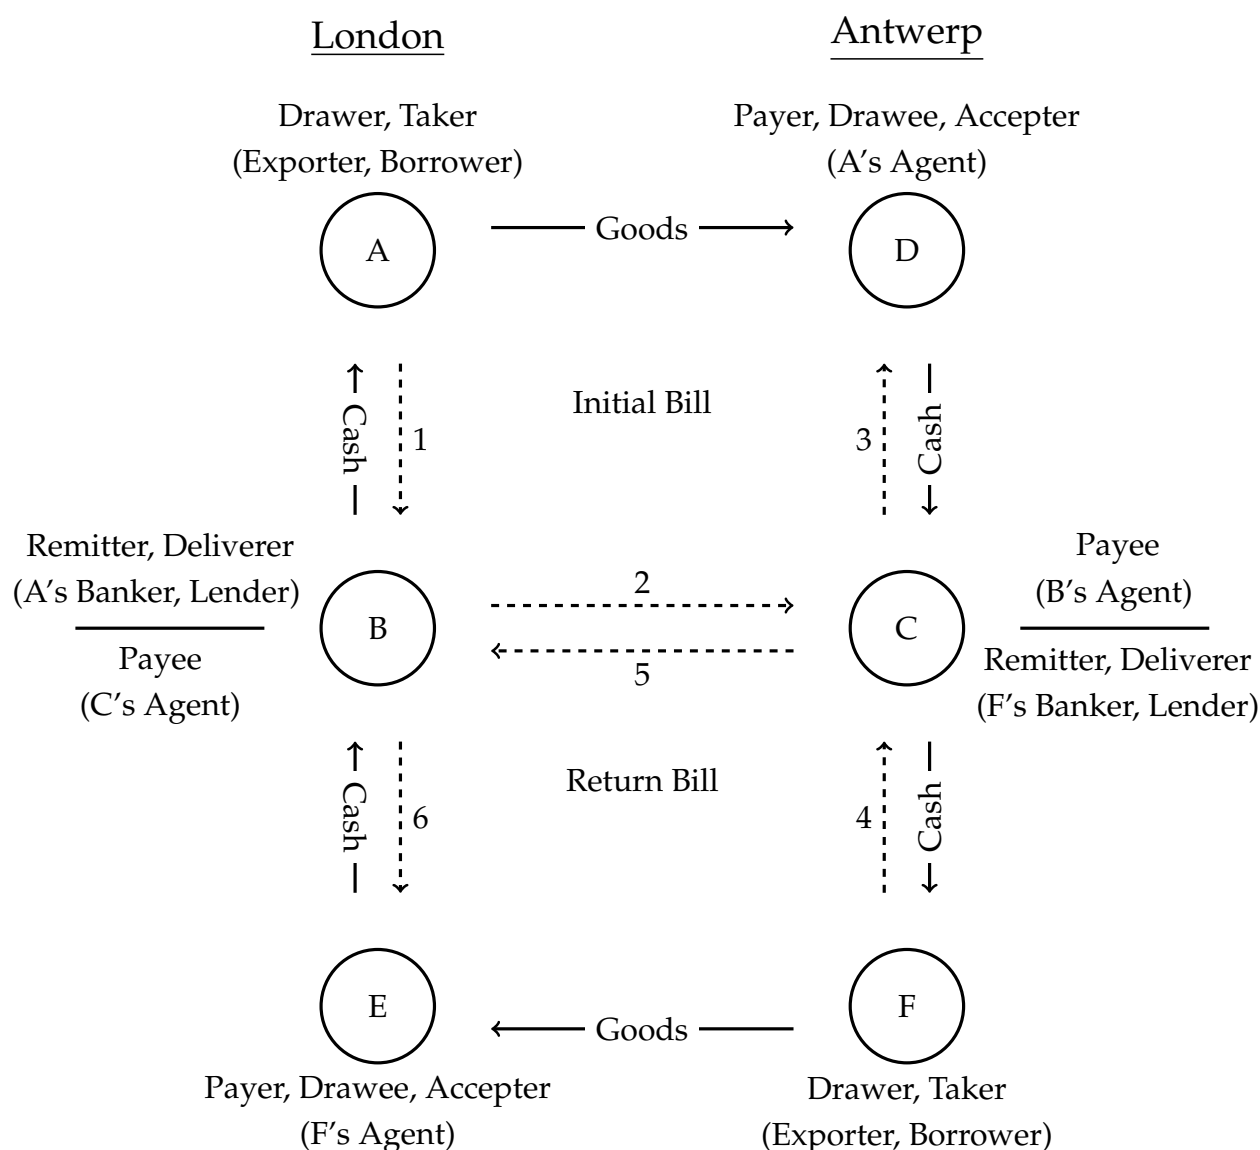 London
Antwerp
Drawer, Taker
(Exporter, Borrower)
Payer, Drawee, Accepter
(A's Agent)
A
Goods
D
Cash
1
Initial Bill
3
Cash
Remitter, Deliverer
(A's Banker, Lender)
Payee
(C's Agent)
B
2
5
C
Payee
(B's Agent)
Remitter, Deliverer
(F's Banker, Lender)
Cash
6
Return Bill
4
Cash
E
Goods
F
Payer, Drawee, Accepter
(F's Agent)
Drawer, Taker
(Exporter, Borrower)